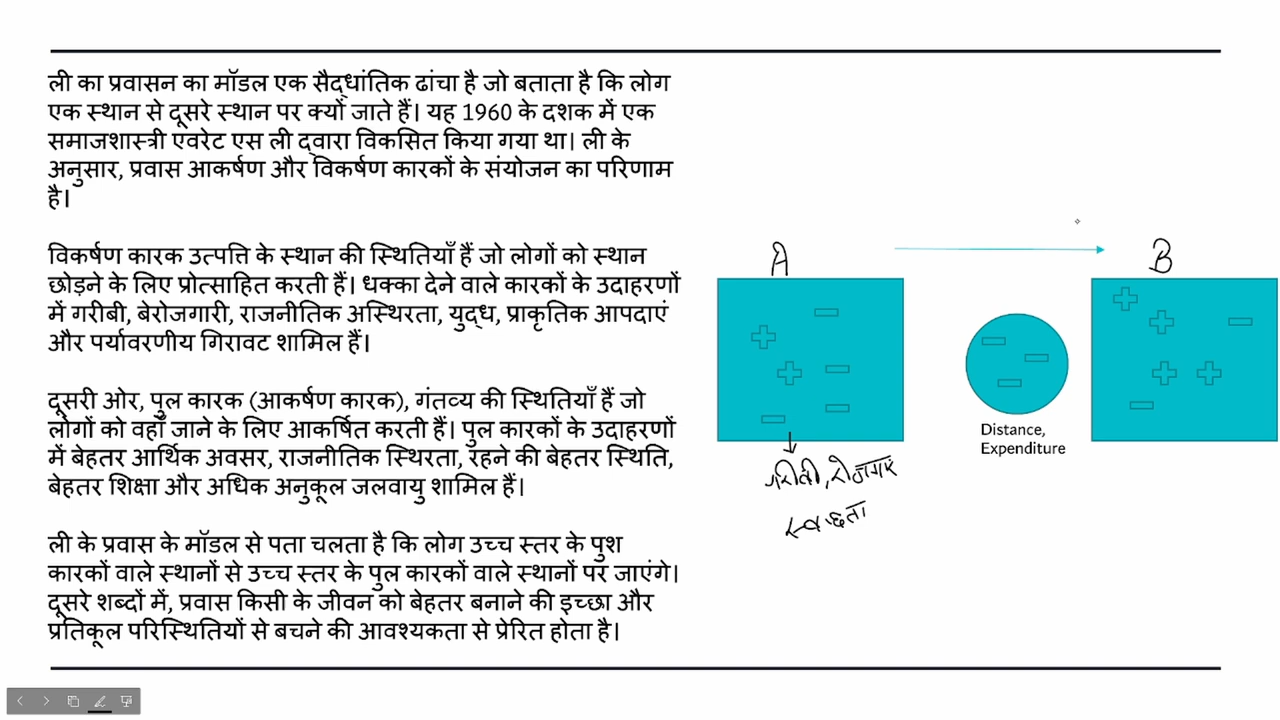 ली का प्रवासन का मॉडल एक सैद्धांतिक ढांचा है जो बताता है कि लोग
एक स्थान से दूसरे स्थान पर क्यों जाते हैं। यह 1960 के दशक में एक
समाजशास्त्री एवरेट एस ली द्वारा विकसित किया गया था। ली के
अनुसार, प्रवास आकर्षण और विकर्षण कारकों के संयोजन का परिणाम
है।
विकर्षण कारक उत्पत्ति के स्थान की स्थितियाँ हैं जो लोगों को स्थान
छोड़ने के लिए प्रोत्साहित करती हैं। धक्का देने वाले कारकों के उदाहरणों
में गरीबी, बेरोजगारी, राजनीतिक अस्थिरता, युद्ध, प्राकृतिक आपदाएं
और पर्यावरणीय गिरावट शामिल हैं।
दूसरी ओर, पुल कारक (आकर्षण कारक), गंतव्य की स्थितियाँ हैं जो
लोगों को वहाँ जाने के लिए आकर्षित करती हैं। पुल कारकों के उदाहरणों
में बेहतर आर्थिक अवसर, राजनीतिक स्थिरता, रहने की बेहतर स्थिति,
बेहतर शिक्षा और अधिक अनुकूल जलवायु शामिल हैं।
ली के प्रवास के मॉडल से पता चलता है कि लोग उच्च स्तर के पुश
कारकों वाले स्थानों से उच्च स्तर के पुल कारकों वाले स्थानों पर जाएंगे।
दूसरे शब्दों में, प्रवास किसी के जीवन को बेहतर बनाने की इच्छा और
प्रतिकूल परिस्थितियों से बचने की आवश्यकता से प्रेरित होता है।
A
B
Distance,
Expenditure
गरीबी,